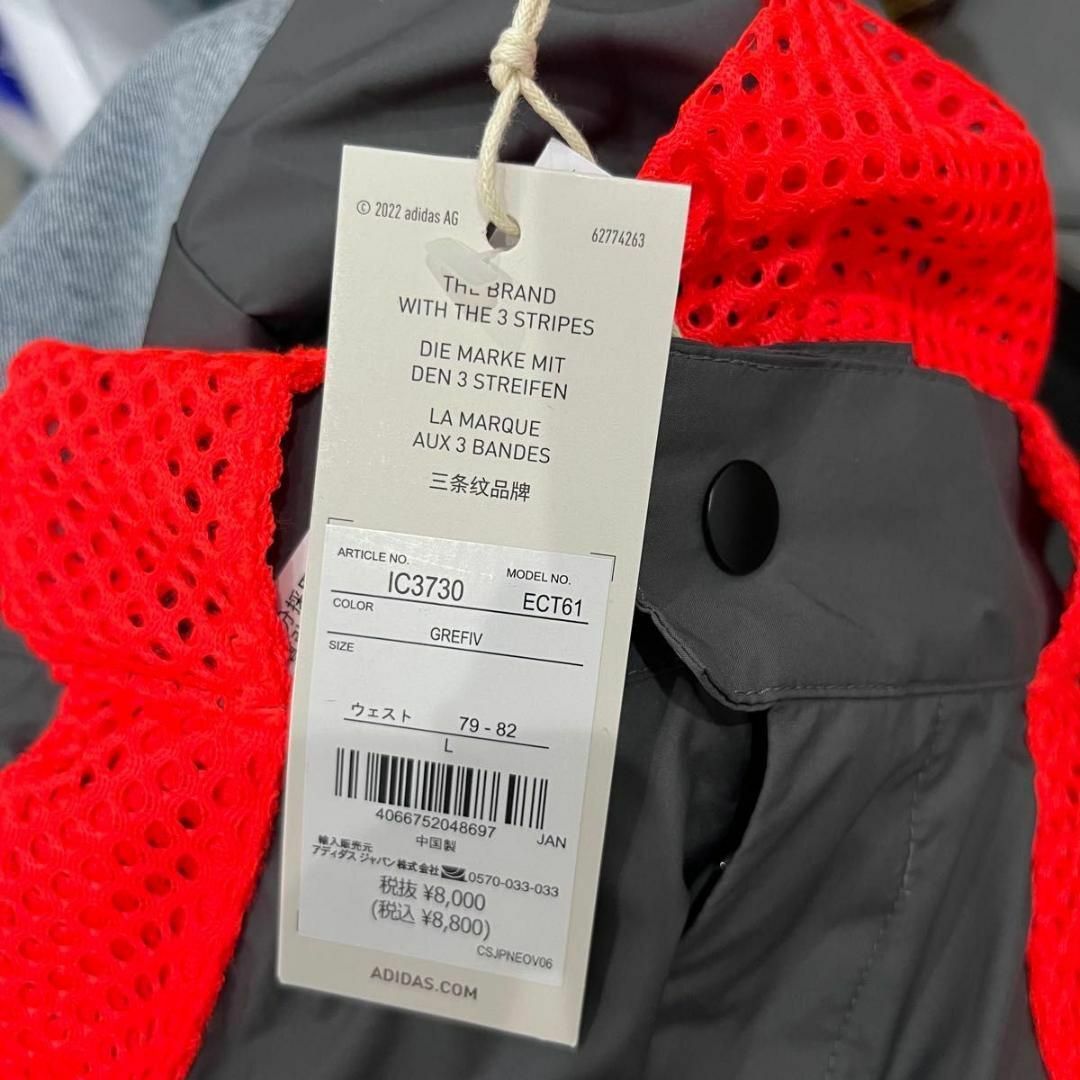 © 2022 adidas AG
62774263
THE BRAND
WITH THE 3 STRIPES
DIE MARKE MIT
DEN 3 STREIFEN
LA MARQUE
AUX 3 BANDES
三条纹品牌
ARTICLE NO.
IC3730
MODEL NO.
ECT61
COLOR
GREFIV
SIZE
ウェスト 79 - 82
L
4066752048697 JAN
中国製
輸入販売元
アディダス ジャパン株式会社 0570-033-033
税抜 ¥8,000
(税込 ¥8,800)
CSJPNEOV06
ADIDAS.COM